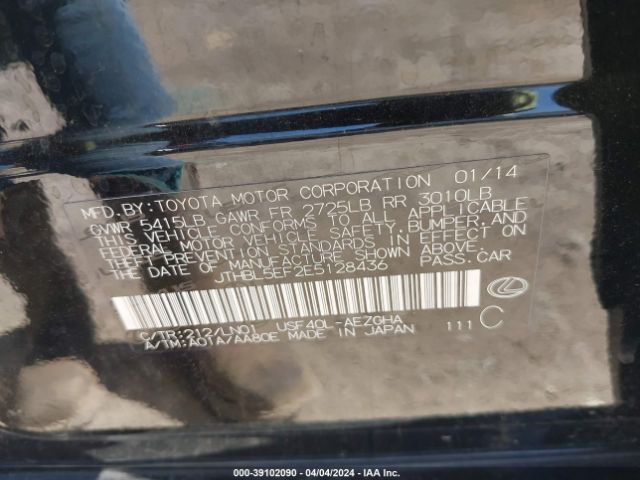 MFD.BY:TOYOTA MOTOR CORPORATION 01/14
GVWR 5415LB GAWR FR 2725LB RR 3010LB
THIS VEHICLE CONFORMS TO ALL APPLICABLE
FEDERAL MOTOR VEHICLE SAFETY,BUMPER,AND
THEFT PREVENTION STANDARDS IN EFFECT ON
THE DATE OF MANUFACTURE SHOWN ABOVE.
JTHBL5EF2E5128436 PASS.CAR
C/TR:212/LN01 USF40L-AEZGHA
A/TM:A01A/AA80E MADE IN JAPAN 111 C
000-39102090 - 04/04/2024 - IAA Inc.